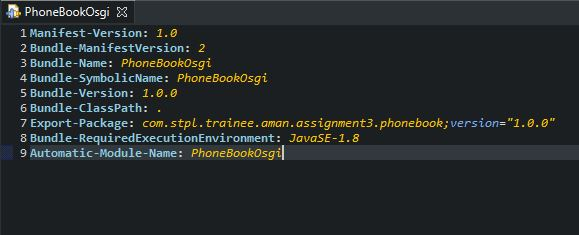 PhoneBookOsgi
1 Manifest-Version: 1.0
2 Bundle-ManifestVersion: 2
3 Bundle-Name: PhoneBookOsgi
4 Bundle-SymbolicName: PhoneBookOsgi
5 Bundle-Version: 1.0.0
6 Bundle-ClassPath: .
7 Export-Package: com.stpl.trainee.aman.assignment3.phonebook;version="1.0.0"
8 Bundle-RequiredExecutionEnvironment: JavaSE-1.8
9 Automatic-Module-Name: PhoneBookOsgi